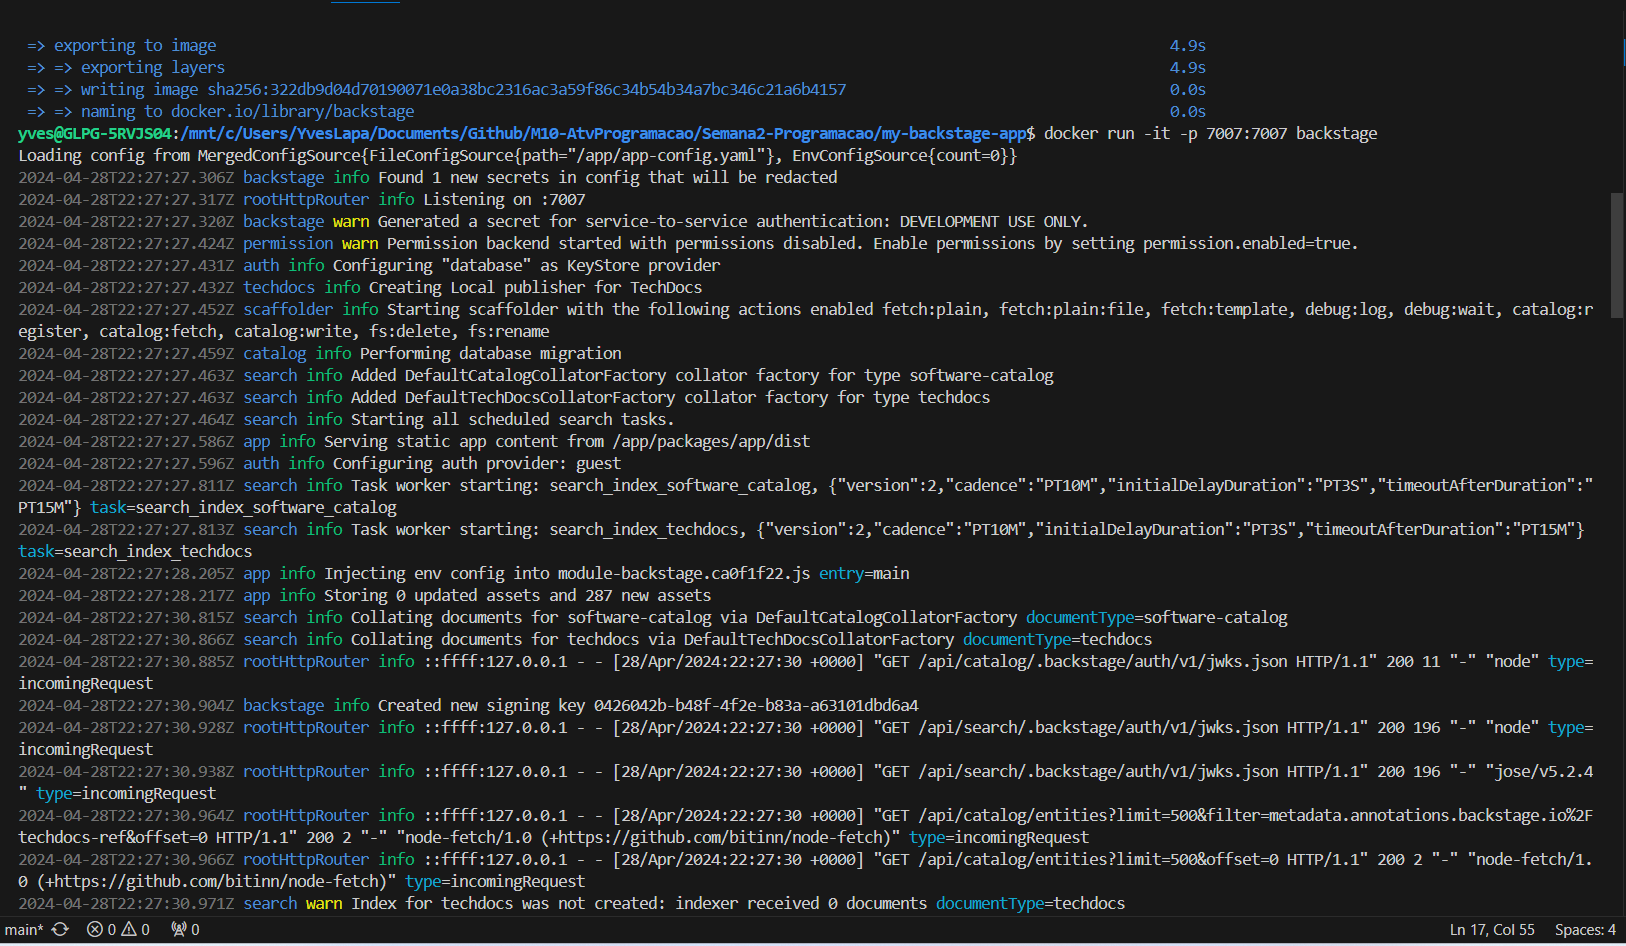 => exporting to image 4.9s
=> => exporting layers 4.9s
=> => writing image sha256:322db9d04d70190071e0a38bc2316ac3a59f86c34b54b34a7bc346c21a6b4157 0.0s
=> => naming to docker.io/library/backstage 0.0s
yves@GLPG-5RVJS04:/mnt/c/Users/YvesLapa/Documents/Github/M10-AtvProgramacao/Semana2-Programacao/my-backstage-app$ docker run -it -p 7007:7007 backstage
Loading config from MergedConfigSource{FileConfigSource{path="/app/app-config.yaml"}, EnvConfigSource{count=0}}
2024-04-28T22:27:27.306Z backstage info Found 1 new secrets in config that will be redacted
2024-04-28T22:27:27.317Z rootHttpRouter info Listening on :7007
2024-04-28T22:27:27.320Z backstage warn Generated a secret for service-to-service authentication: DEVELOPMENT USE ONLY.
2024-04-28T22:27:27.424Z permission warn Permission backend started with permissions disabled. Enable permissions by setting permission.enabled=true.
2024-04-28T22:27:27.431Z auth info Configuring "database" as KeyStore provider
2024-04-28T22:27:27.432Z techdocs info Creating Local publisher for TechDocs
2024-04-28T22:27:27.452Z scaffolder info Starting scaffolder with the following actions enabled fetch:plain, fetch:plain:file, fetch:template, debug:log, debug:wait, catalog:r
egister, catalog:fetch, catalog:write, fs:delete, fs:rename
2024-04-28T22:27:27.459Z catalog info Performing database migration
2024-04-28T22:27:27.463Z search info Added DefaultCatalogCollatorFactory collator factory for type software-catalog
2024-04-28T22:27:27.463Z search info Added DefaultTechDocsCollatorFactory collator factory for type techdocs
2024-04-28T22:27:27.464Z search info Starting all scheduled search tasks.
2024-04-28T22:27:27.586Z app info Serving static app content from /app/packages/app/dist
2024-04-28T22:27:27.596Z auth info Configuring auth provider: guest
2024-04-28T22:27:27.811Z search info Task worker starting: search_index_software_catalog, {"version":2,"cadence":"PT10M","initialDelayDuration":"PT3S","timeoutAfterDuration":"
PT15M"} task=search_index_software_catalog
2024-04-28T22:27:27.813Z search info Task worker starting: search_index_techdocs, {"version":2,"cadence":"PT10M","initialDelayDuration":"PT3S","timeoutAfterDuration":"PT15M"}
task=search_index_techdocs
2024-04-28T22:27:28.205Z app info Injecting env config into module-backstage.ca0f1f22.js entry=main
2024-04-28T22:27:28.217Z app info Storing 0 updated assets and 287 new assets
2024-04-28T22:27:30.815Z search info Collating documents for software-catalog via DefaultCatalogCollatorFactory documentType=software-catalog
2024-04-28T22:27:30.866Z search info Collating documents for techdocs via DefaultTechDocsCollatorFactory documentType=techdocs
2024-04-28T22:27:30.885Z rootHttpRouter info ::ffff:127.0.0.1 - - [28/Apr/2024:22:27:30 +0000] "GET /api/catalog/.backstage/auth/v1/jwks.json HTTP/1.1" 200 11 "-" "node" type=
incomingRequest
2024-04-28T22:27:30.904Z backstage info Created new signing key 0426042b-b48f-4f2e-b83a-a63101dbd6a4
2024-04-28T22:27:30.928Z rootHttpRouter info ::ffff:127.0.0.1 - - [28/Apr/2024:22:27:30 +0000] "GET /api/search/.backstage/auth/v1/jwks.json HTTP/1.1" 200 196 "-" "node" type=
incomingRequest
2024-04-28T22:27:30.938Z rootHttpRouter info ::ffff:127.0.0.1 - - [28/Apr/2024:22:27:30 +0000] "GET /api/search/.backstage/auth/v1/jwks.json HTTP/1.1" 200 196 "-" "jose/v5.2.4
" type=incomingRequest
2024-04-28T22:27:30.964Z rootHttpRouter info ::ffff:127.0.0.1 - - [28/Apr/2024:22:27:30 +0000] "GET /api/catalog/entities?limit=500&filter=metadata.annotations.backstage.io%2F
techdocs-ref&offset=0 HTTP/1.1" 200 2 "-" "node-fetch/1.0 (+https://github.com/bitinn/node-fetch)" type=incomingRequest
2024-04-28T22:27:30.966Z rootHttpRouter info ::ffff:127.0.0.1 - - [28/Apr/2024:22:27:30 +0000] "GET /api/catalog/entities?limit=500&offset=0 HTTP/1.1" 200 2 "-" "node-fetch/1.
0 (+https://github.com/bitinn/node-fetch)" type=incomingRequest
2024-04-28T22:27:30.971Z search warn Index for techdocs was not created: indexer received 0 documents documentType=techdocs
main* 0 0 0 Ln 17, Col 55 Spaces: 4